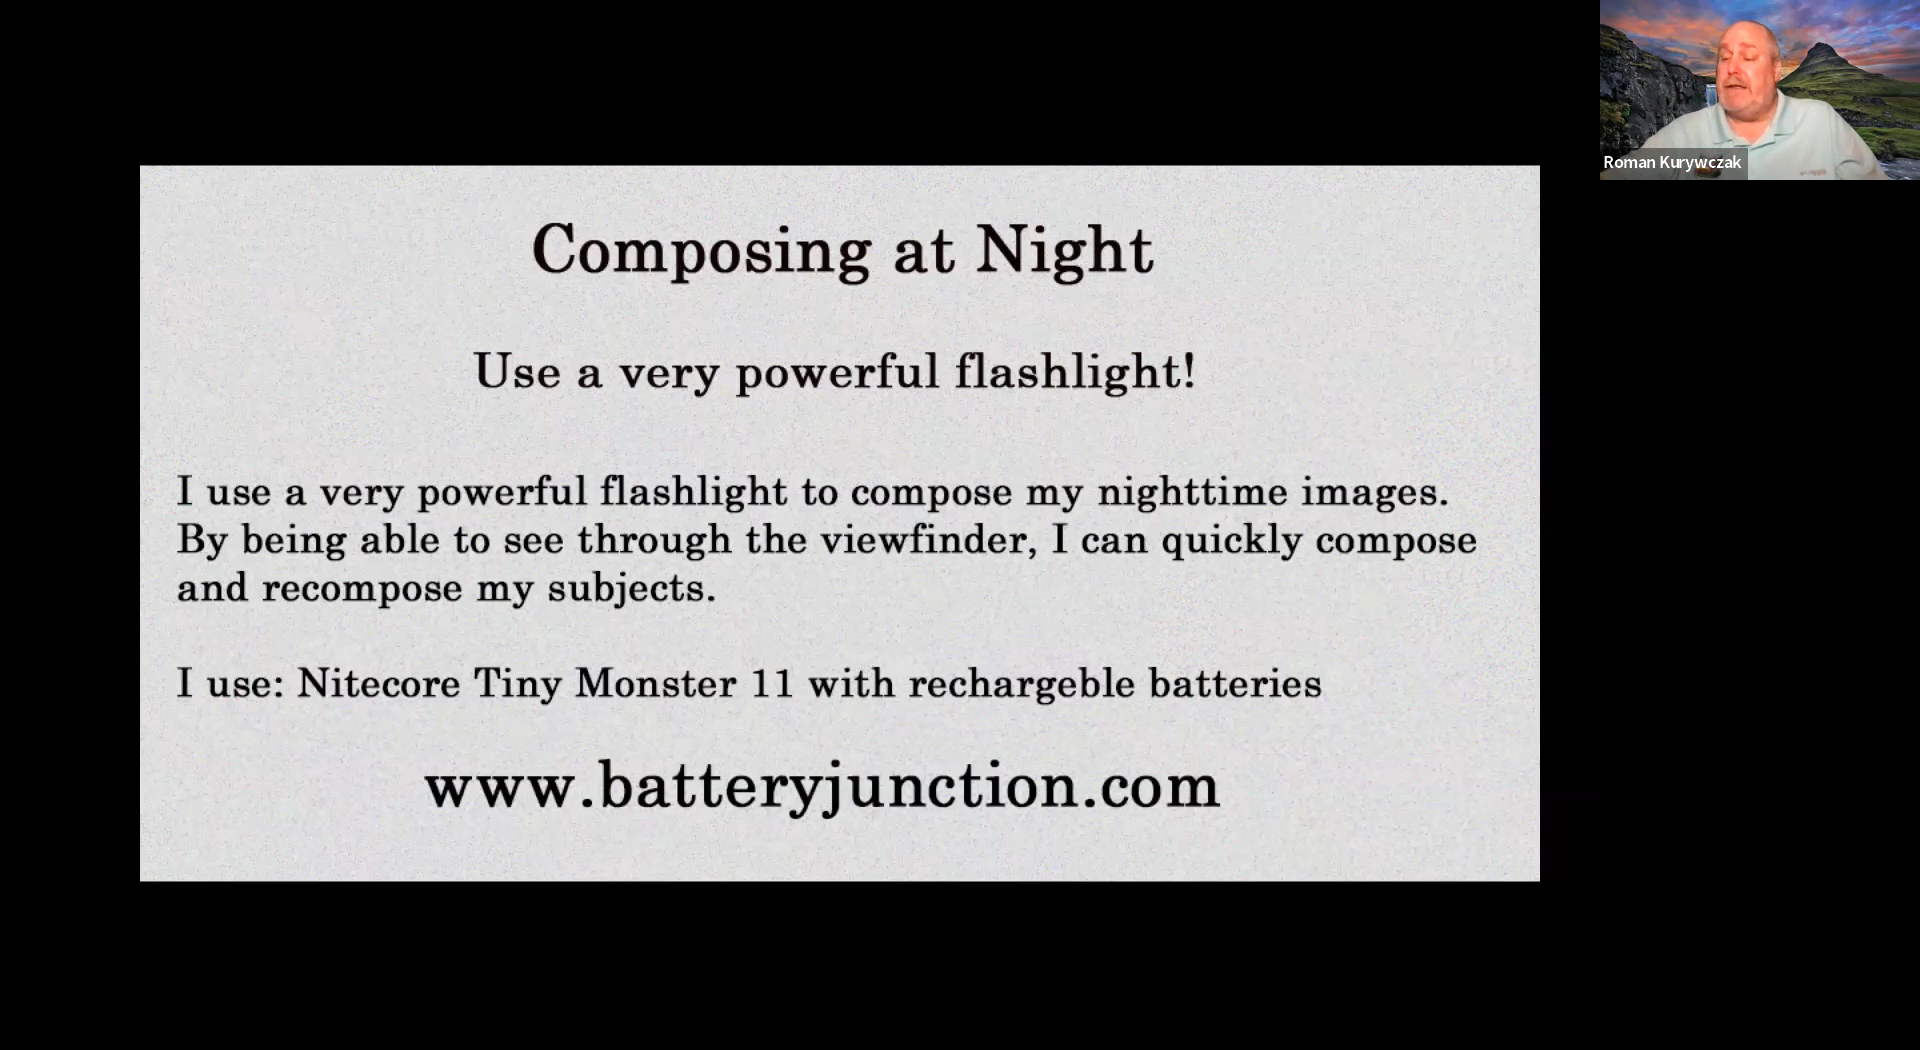 Roman Kurywczak
Composing at Night
Use a very powerful flashlight!
I use a very powerful flashlight to compose my nighttime images.
By being able to see through the viewfinder, I can quickly compose
and recompose my subjects.
I use: Nitecore Tiny Monster 11 with rechargeble batteries
www.batteryjunction.com